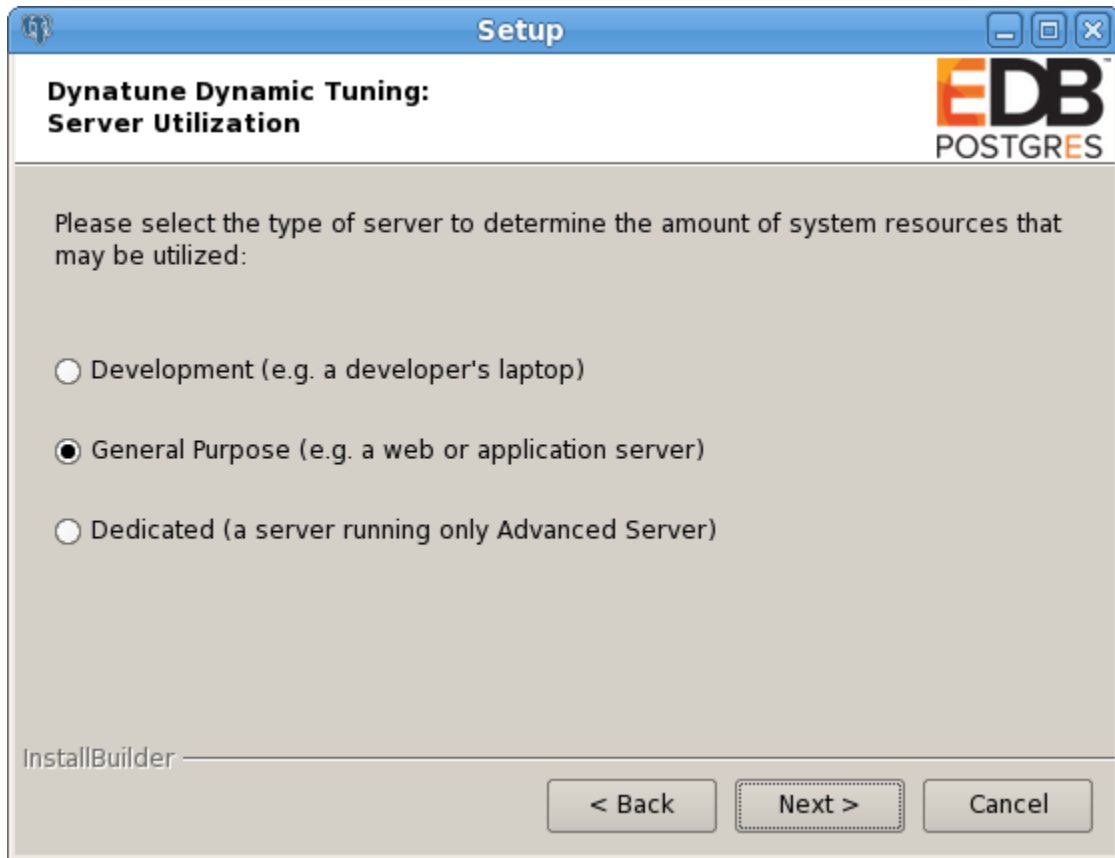 Setup
Dynatune Dynamic Tuning:
Server Utilization
EDB
POSTGRES
Please select the type of server to determine the amount of system resources that
may be utilized:
Development (e.g. a developer's laptop)
General Purpose (e.g. a web or application server)
Dedicated (a server running only Advanced Server)
InstallBuilder
< Back
Next >
Cancel